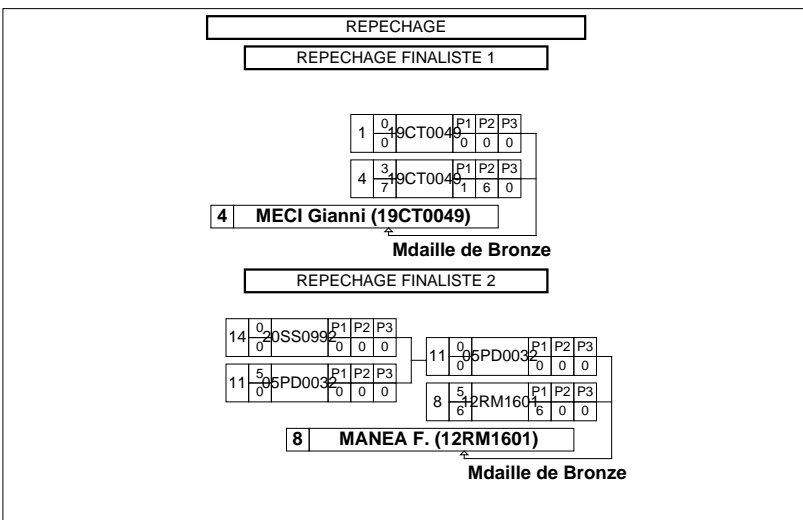 REPECHAGE
REPECHAGE FINALISTE 1
1 0 0 19CT0049 P1 P2 P3 0 0 0
4 3 7 19CT0049 P1 P2 P3 1 6 0
4 MECI Gianni (19CT0049)
Mdaille de Bronze
REPECHAGE FINALISTE 2
14 0 0 20SS0992 P1 P2 P3 0 0 0
11 5 0 05PD0032 P1 P2 P3 0 0 0
11 0 0 05PD0032 P1 P2 P3 0 0 0
8 5 6 12RM1601 P1 P2 P3 6 0 0
8 MANEA F. (12RM1601)
Mdaille de Bronze